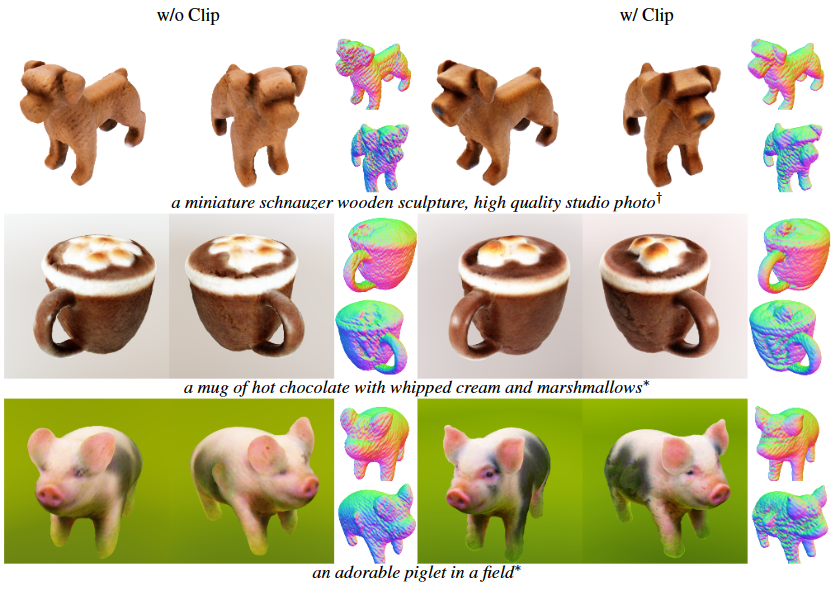 w/o Clip
w/ Clip
a miniature schnauzer wooden sculpture, high quality studio photo†
a mug of hot chocolate with whipped cream and marshmallows*
an adorable piglet in a field*